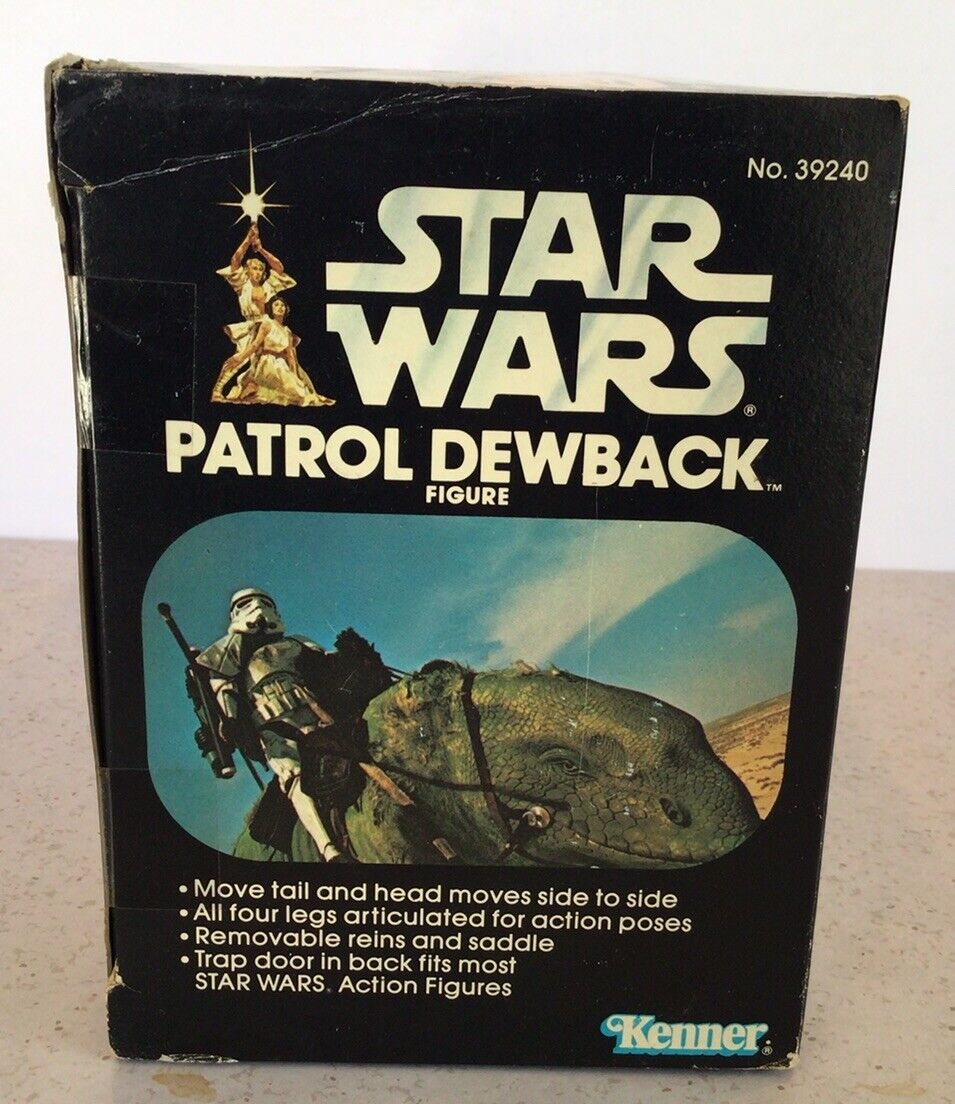 No. 39240
STAR
WARS®
PATROL DEWBACK™
FIGURE
• Move tail and head moves side to side
• All four legs articulated for action poses
• Removable reins and saddle
• Trap door in back fits most
STAR WARS® Action Figures
Kenner®